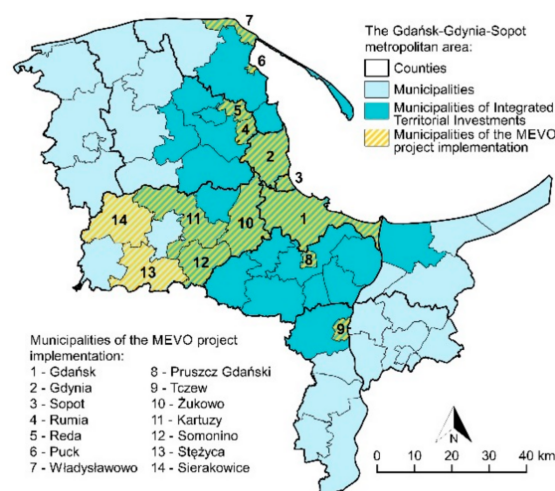 The Gdańsk-Gdynia-Sopot
metropolitan area:
Counties
Municipalities
Municipalities of Integrated
Territorial Investments
Municipalities of the MEVO
project implementation
7
6
5
4
2
3
14
11
10
1
13
12
8
9
Municipalities of the MEVO project
implementation:
1 - Gdańsk
2 - Gdynia
3 - Sopot
4 - Rumia
5 - Reda
6 - Puck
7 - Władysławowo
8 - Pruszcz Gdański
9 - Tczew
10 - Żukowo
11 - Kartuzy
12 - Somonino
13 - Stężyca
14 - Sierakowice
N
0 10 20 40 km